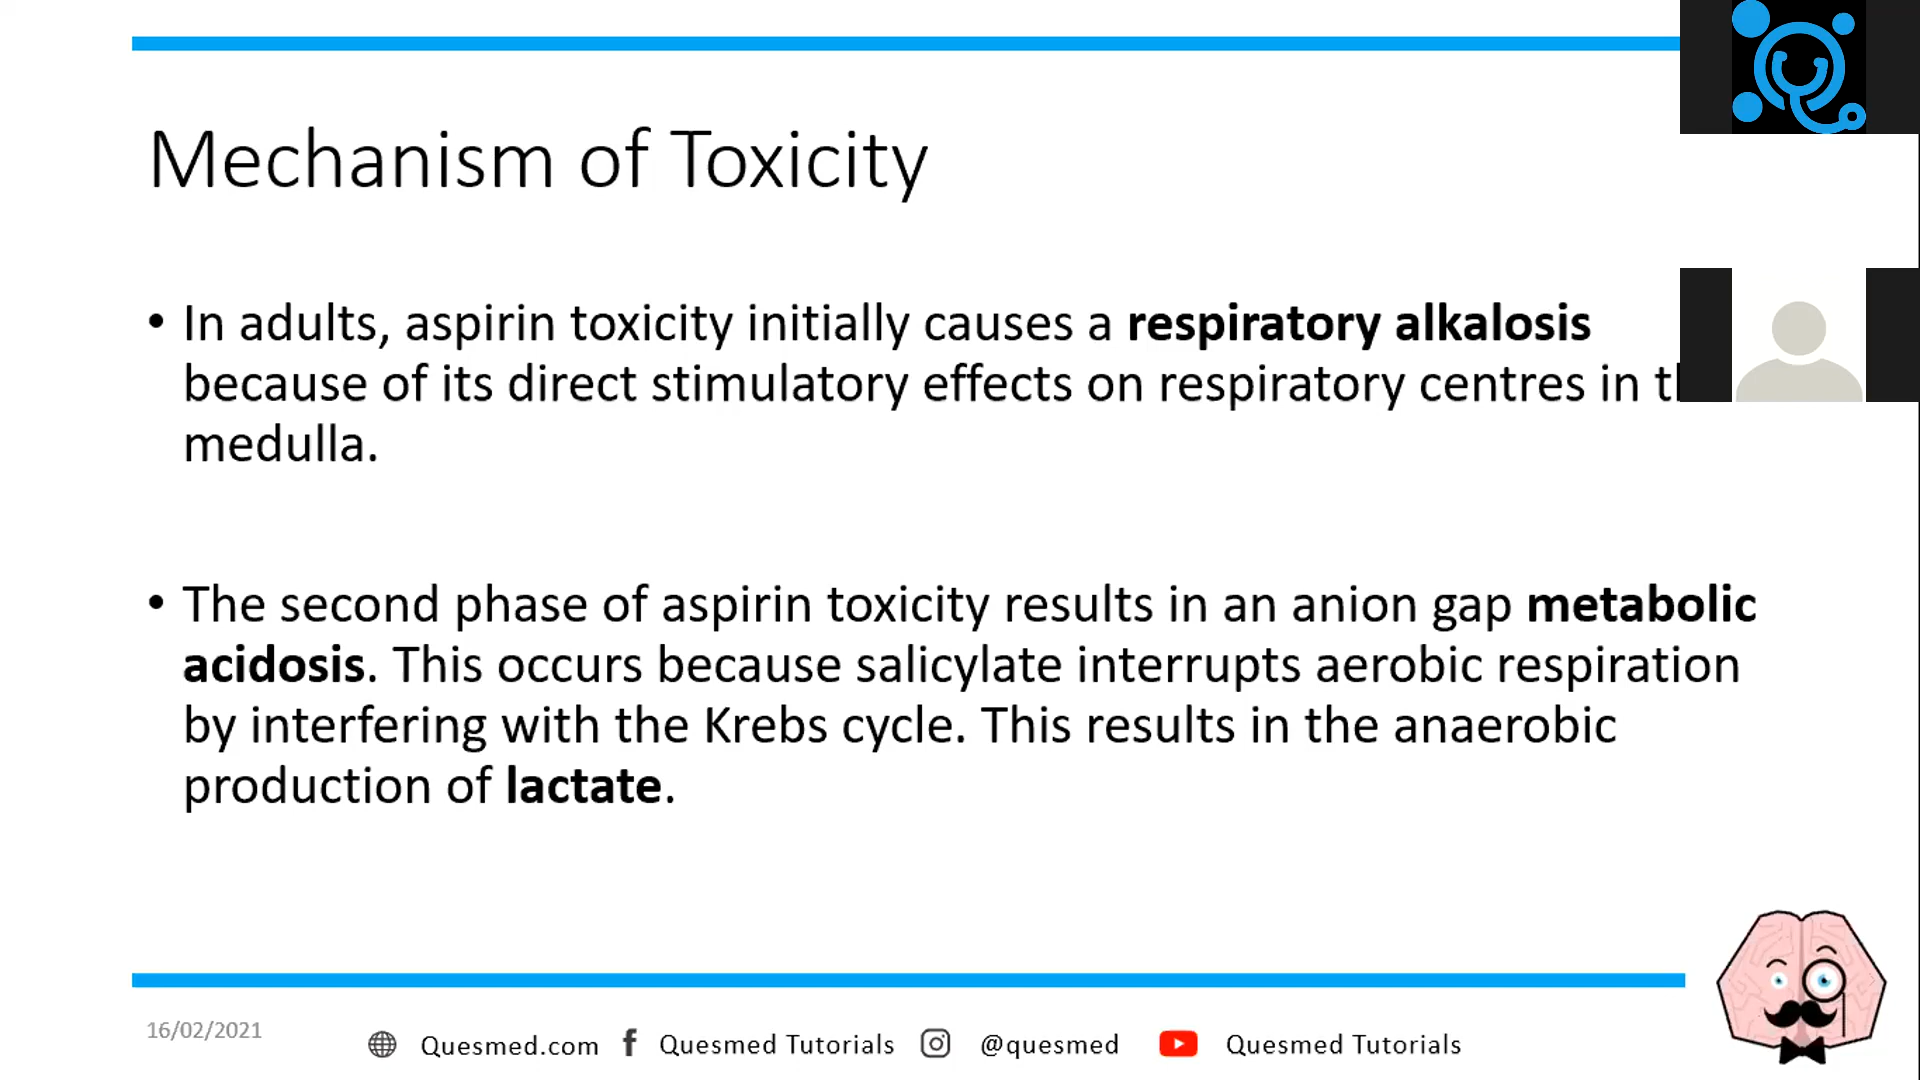 Mechanism of Toxicity
• In adults, aspirin toxicity initially causes a respiratory alkalosis
because of its direct stimulatory effects on respiratory centres in
medulla.
• The second phase of aspirin toxicity results in an anion gap metabolic
acidosis. This occurs because salicylate interrupts aerobic respiration
by interfering with the Krebs cycle. This results in the anaerobic
production of lactate.
16/02/2021
Quesmed.com Quesmed Tutorials @quesmed Quesmed Tutorials